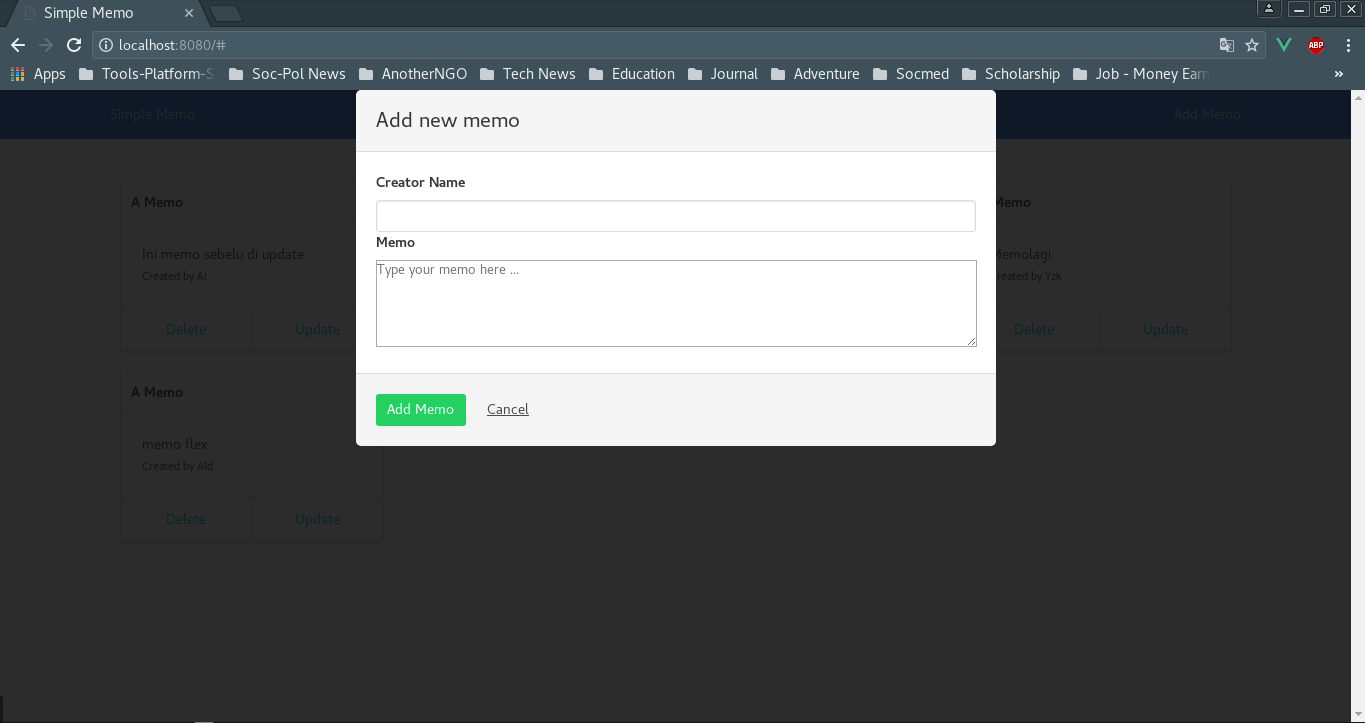 Simple Memo
localhost:8080/#
Apps Tools-Platform-S Soc-Pol News AnotherNGO Tech News Education Journal Adventure Socmed Scholarship Job - Money Earn »
ABP
Simple Memo Add Memo
Add new memo
Creator Name
Memo
Type your memo here ...
Add Memo Cancel
A Memo
Ini memo sebelu di update
Created by Al
Delete Update
Memo
Memolagi
reated by Yzk
Delete Update
A Memo
memo flex
Created by Ald
Delete Update